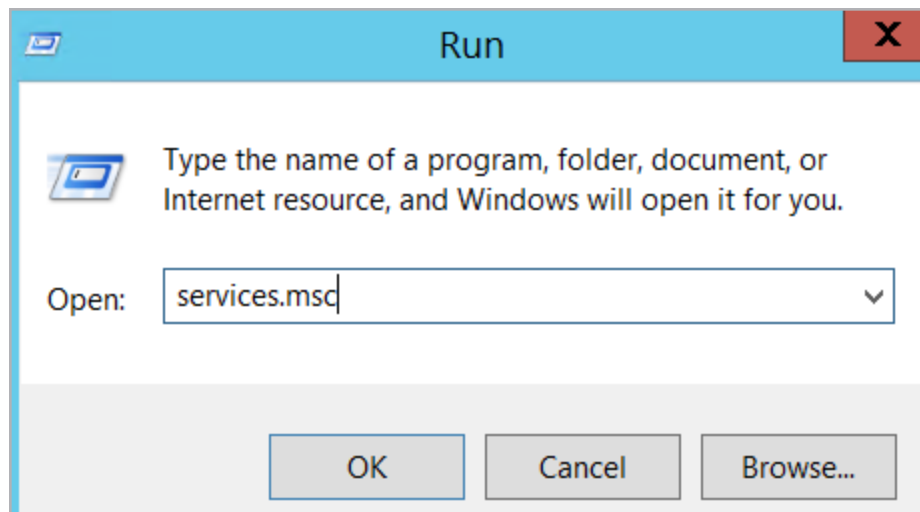 Run
X
Type the name of a program, folder, document, or
Internet resource, and Windows will open it for you.
Open: services.msc
OK Cancel Browse...